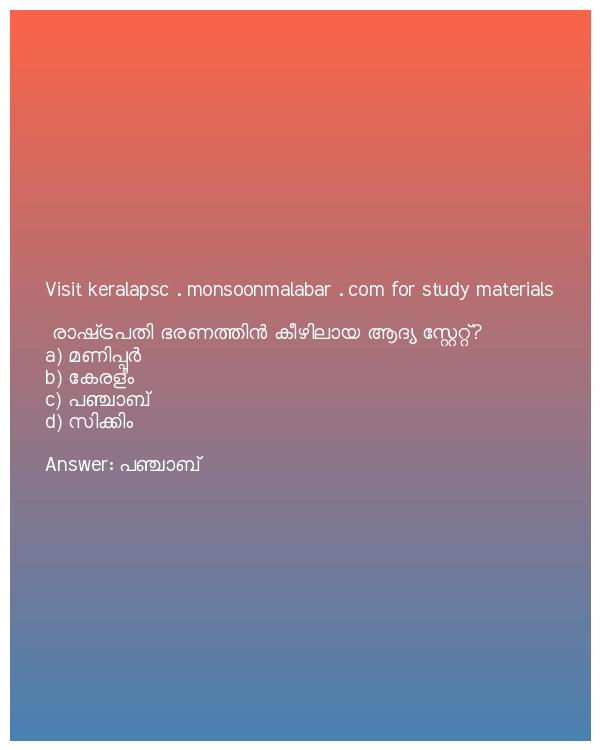 Visit keralapsc . monsoonmalabar . com for study materials
രാഷ്ട്രപതി ഭരണത്തിൻ കീഴിലായ ആദ്യ സ്റ്റേറ്റ്?
a) മണിപ്പൂർ
b) കേരളം
c) പഞ്ചാബ്
d) സിക്കിം
Answer: പഞ്ചാബ്